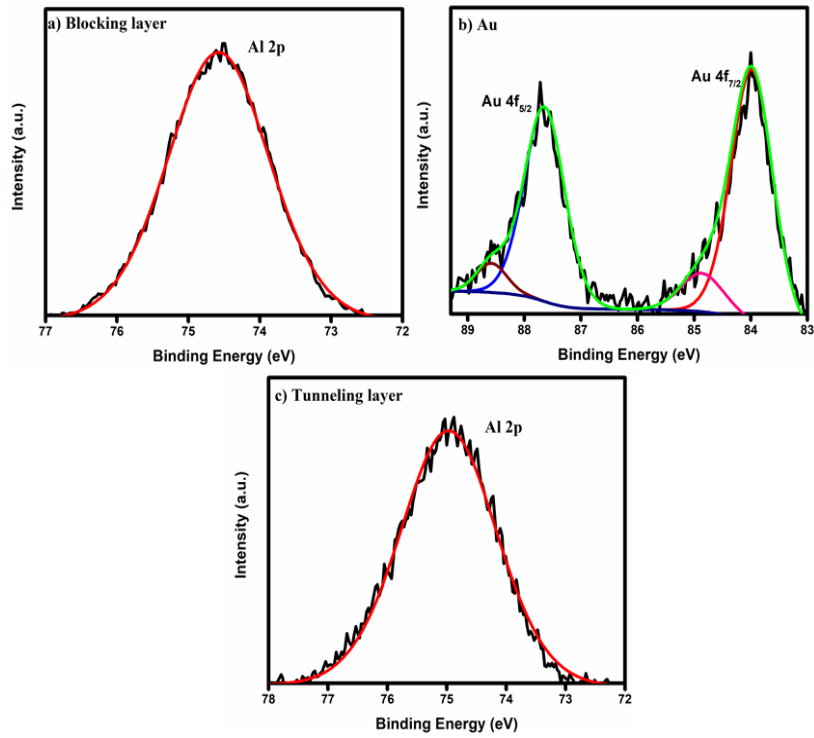 a) Blocking layer
Al 2p
Intensity (a.u.)
77 76 75 74 73 72
Binding Energy (eV)
b) Au
Au 4f5/2
Au 4f7/2
Intensity (a.u.)
89 88 87 86 85 84 83
Binding Energy (eV)
c) Tunneling layer
Al 2p
Intensity (a.u.)
78 77 76 75 74 73 72
Binding Energy (eV)